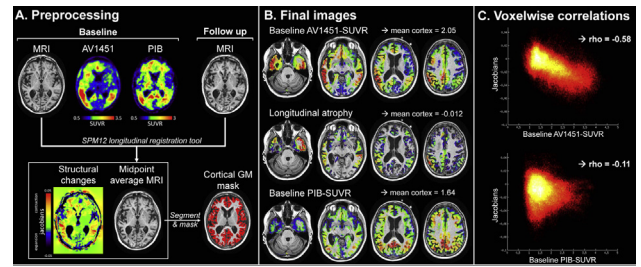 A. Preprocessing
Baseline
Follow up
MRI
AV1451
PIB
MRI
0.5
3.5
0.5
3
SUVR
SUVR
SPM12 longitudinal registration tool
Structural
changes
Midpoint
average MRI
Cortical GM
mask
Jacobians
expansion
contraction
Segment
& mask
B. Final images
Baseline AV1451-SUVR
→ mean cortex = 2.05
Longitudinal atrophy
→ mean cortex = -0.012
Baseline PIB-SUVR
→ mean cortex = 1.64
C. Voxelwise correlations
→ rho = -0.58
Jacobians
Baseline AV1451-SUVR
→ rho = -0.11
Jacobians
Baseline PIB-SUVR